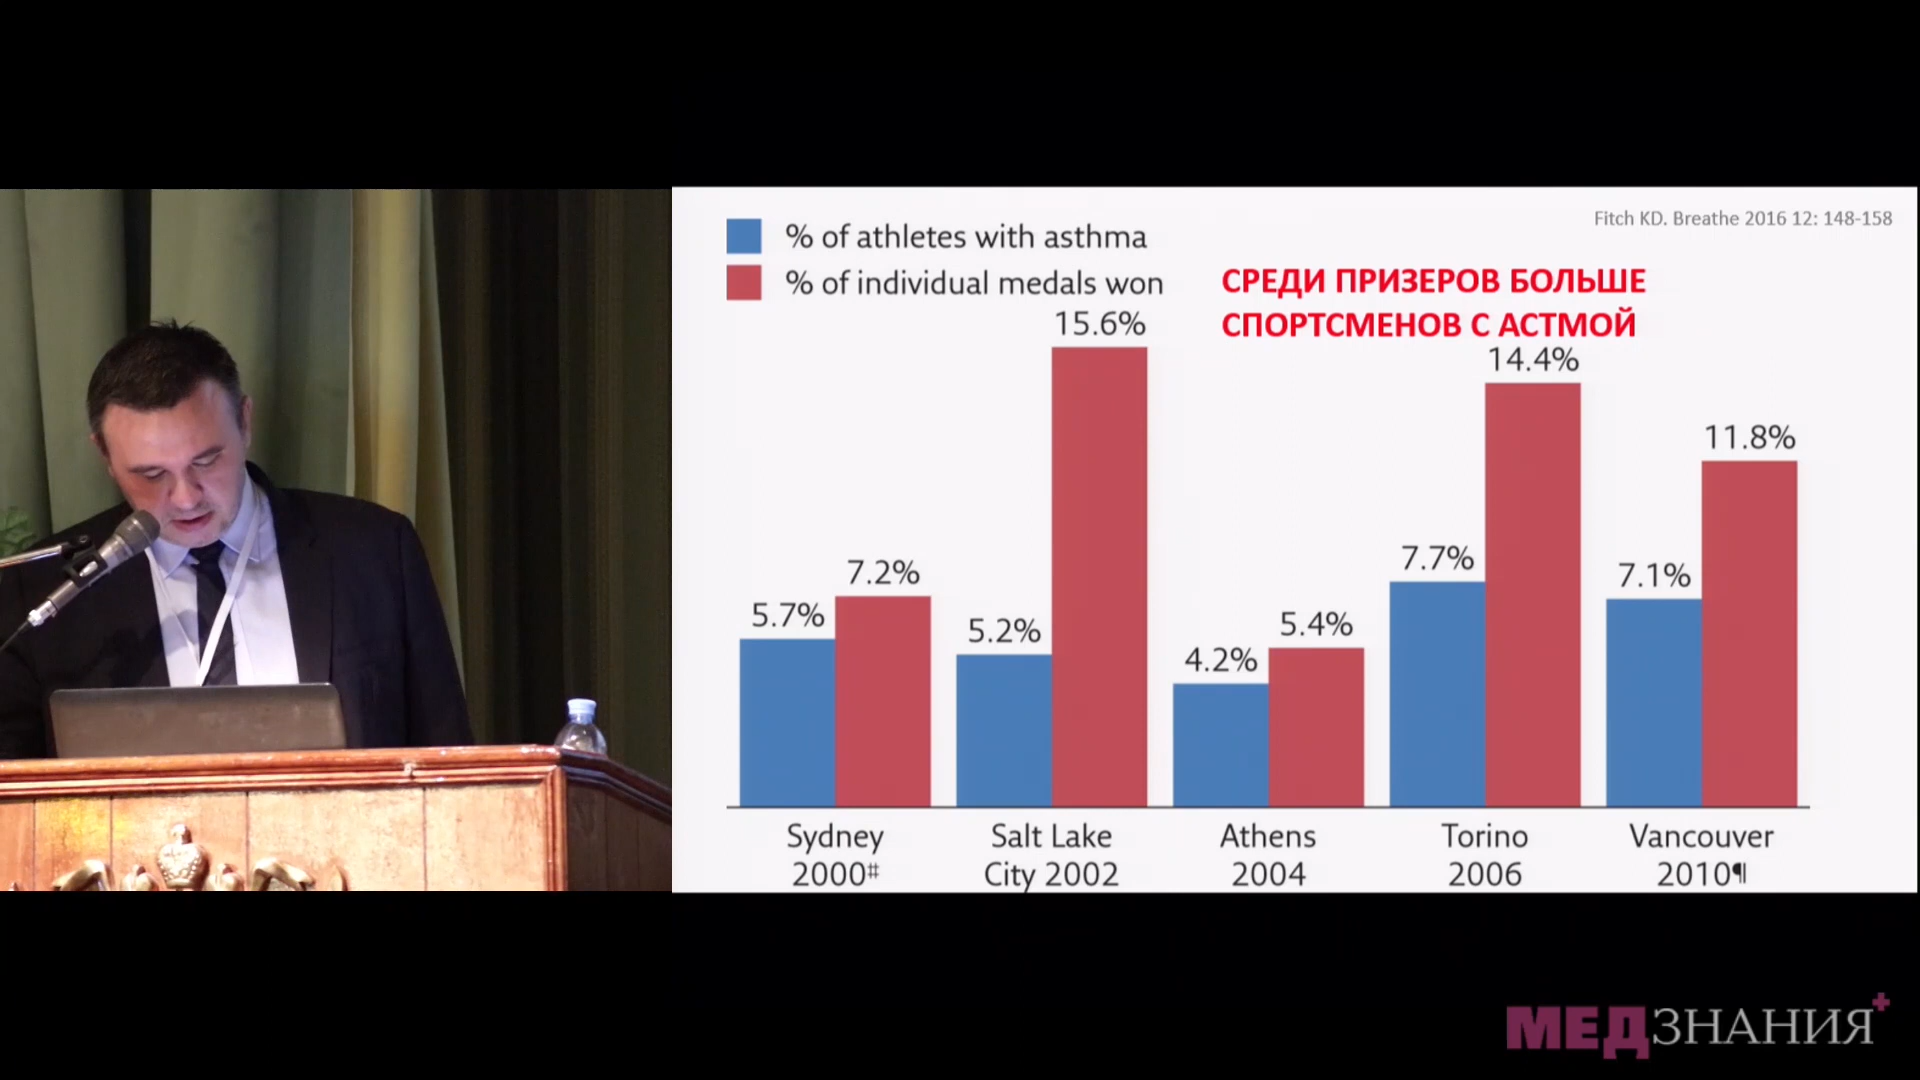 % of athletes with asthma
% of individual medals won
Fitch KD. Breathe 2016 12: 148-158
СРЕДИ ПРИЗЕРОВ БОЛЬШЕ
СПОРТСМЕНОВ С АСТМОЙ
5.7%
7.2%
5.2%
15.6%
4.2%
5.4%
7.7%
14.4%
7.1%
11.8%
Sydney
2000⌗
Salt Lake
City 2002
Athens
2004
Torino
2006
Vancouver
2010¶
МЕДЗНАНИЯ+